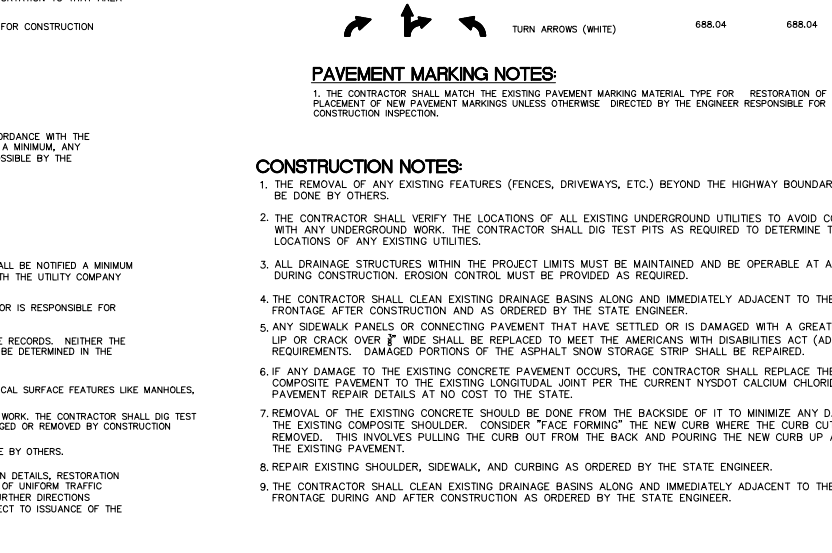 FOR CONSTRUCTION
ORDANCE WITH THE
A MINIMUM, ANY
SSIBLE BY THE
ALL BE NOTIFIED A MINIMUM
TH THE UTILITY COMPANY
OR IS RESPONSIBLE FOR
E RECORDS. NEITHER THE
BE DETERMINED IN THE
CAL SURFACE FEATURES LIKE MANHOLES,
WORK. THE CONTRACTOR SHALL DIG TEST
GED OR REMOVED BY CONSTRUCTION
E BY OTHERS.
N DETAILS, RESTORATION
OF UNIFORM TRAFFIC
URTHER DIRECTIONS
ECT TO ISSUANCE OF THE
TURN ARROWS (WHITE) 688.04 688.04
PAVEMENT MARKING NOTES:
1. THE CONTRACTOR SHALL MATCH THE EXISTING PAVEMENT MARKING MATERIAL TYPE FOR RESTORATION OF
PLACEMENT OF NEW PAVEMENT MARKINGS UNLESS OTHERWISE DIRECTED BY THE ENGINEER RESPONSIBLE FOR
CONSTRUCTION INSPECTION.
CONSTRUCTION NOTES:
1. THE REMOVAL OF ANY EXISTING FEATURES (FENCES, DRIVEWAYS, ETC.) BEYOND THE HIGHWAY BOUNDAR
BE DONE BY OTHERS.
2. THE CONTRACTOR SHALL VERIFY THE LOCATIONS OF ALL EXISTING UNDERGROUND UTILITIES TO AVOID CO
WITH ANY UNDERGROUND WORK. THE CONTRACTOR SHALL DIG TEST PITS AS REQUIRED TO DETERMINE T
LOCATIONS OF ANY EXISTING UTILITIES.
3. ALL DRAINAGE STRUCTURES WITHIN THE PROJECT LIMITS MUST BE MAINTAINED AND BE OPERABLE AT A
DURING CONSTRUCTION. EROSION CONTROL MUST BE PROVIDED AS REQUIRED.
4. THE CONTRACTOR SHALL CLEAN EXISTING DRAINAGE BASINS ALONG AND IMMEDIATELY ADJACENT TO THE
FRONTAGE AFTER CONSTRUCTION AND AS ORDERED BY THE STATE ENGINEER.
5. ANY SIDEWALK PANELS OR CONNECTING PAVEMENT THAT HAVE SETTLED OR IS DAMAGED WITH A GREAT
LIP OR CRACK OVER WIDE SHALL BE REPLACED TO MEET THE AMERICANS WITH DISABILITIES ACT (AD
REQUIREMENTS. DAMAGED PORTIONS OF THE ASPHALT SNOW STORAGE STRIP SHALL BE REPAIRED.
6. IF ANY DAMAGE TO THE EXISTING CONCRETE PAVEMENT OCCURS, THE CONTRACTOR SHALL REPLACE THE
COMPOSITE PAVEMENT TO THE EXISTING LONGITUDAL JOINT PER THE CURRENT NYSDOT CALCIUM CHLORID
PAVEMENT REPAIR DETAILS AT NO COST TO THE STATE.
7. REMOVAL OF THE EXISTING CONCRETE SHOULD BE DONE FROM THE BACKSIDE OF IT TO MINIMIZE ANY D
THE EXISTING COMPOSITE SHOULDER. CONSIDER "FACE FORMING" THE NEW CURB WHERE THE CURB CUT
REMOVED. THIS INVOLVES PULLING THE CURB OUT FROM THE BACK AND POURING THE NEW CURB UP A
THE EXISTING PAVEMENT.
8. REPAIR EXISTING SHOULDER, SIDEWALK, AND CURBING AS ORDERED BY THE STATE ENGINEER.
9. THE CONTRACTOR SHALL CLEAN EXISTING DRAINAGE BASINS ALONG AND IMMEDIATELY ADJACENT TO THE
FRONTAGE DURING AND AFTER CONSTRUCTION AS ORDERED BY THE STATE ENGINEER.